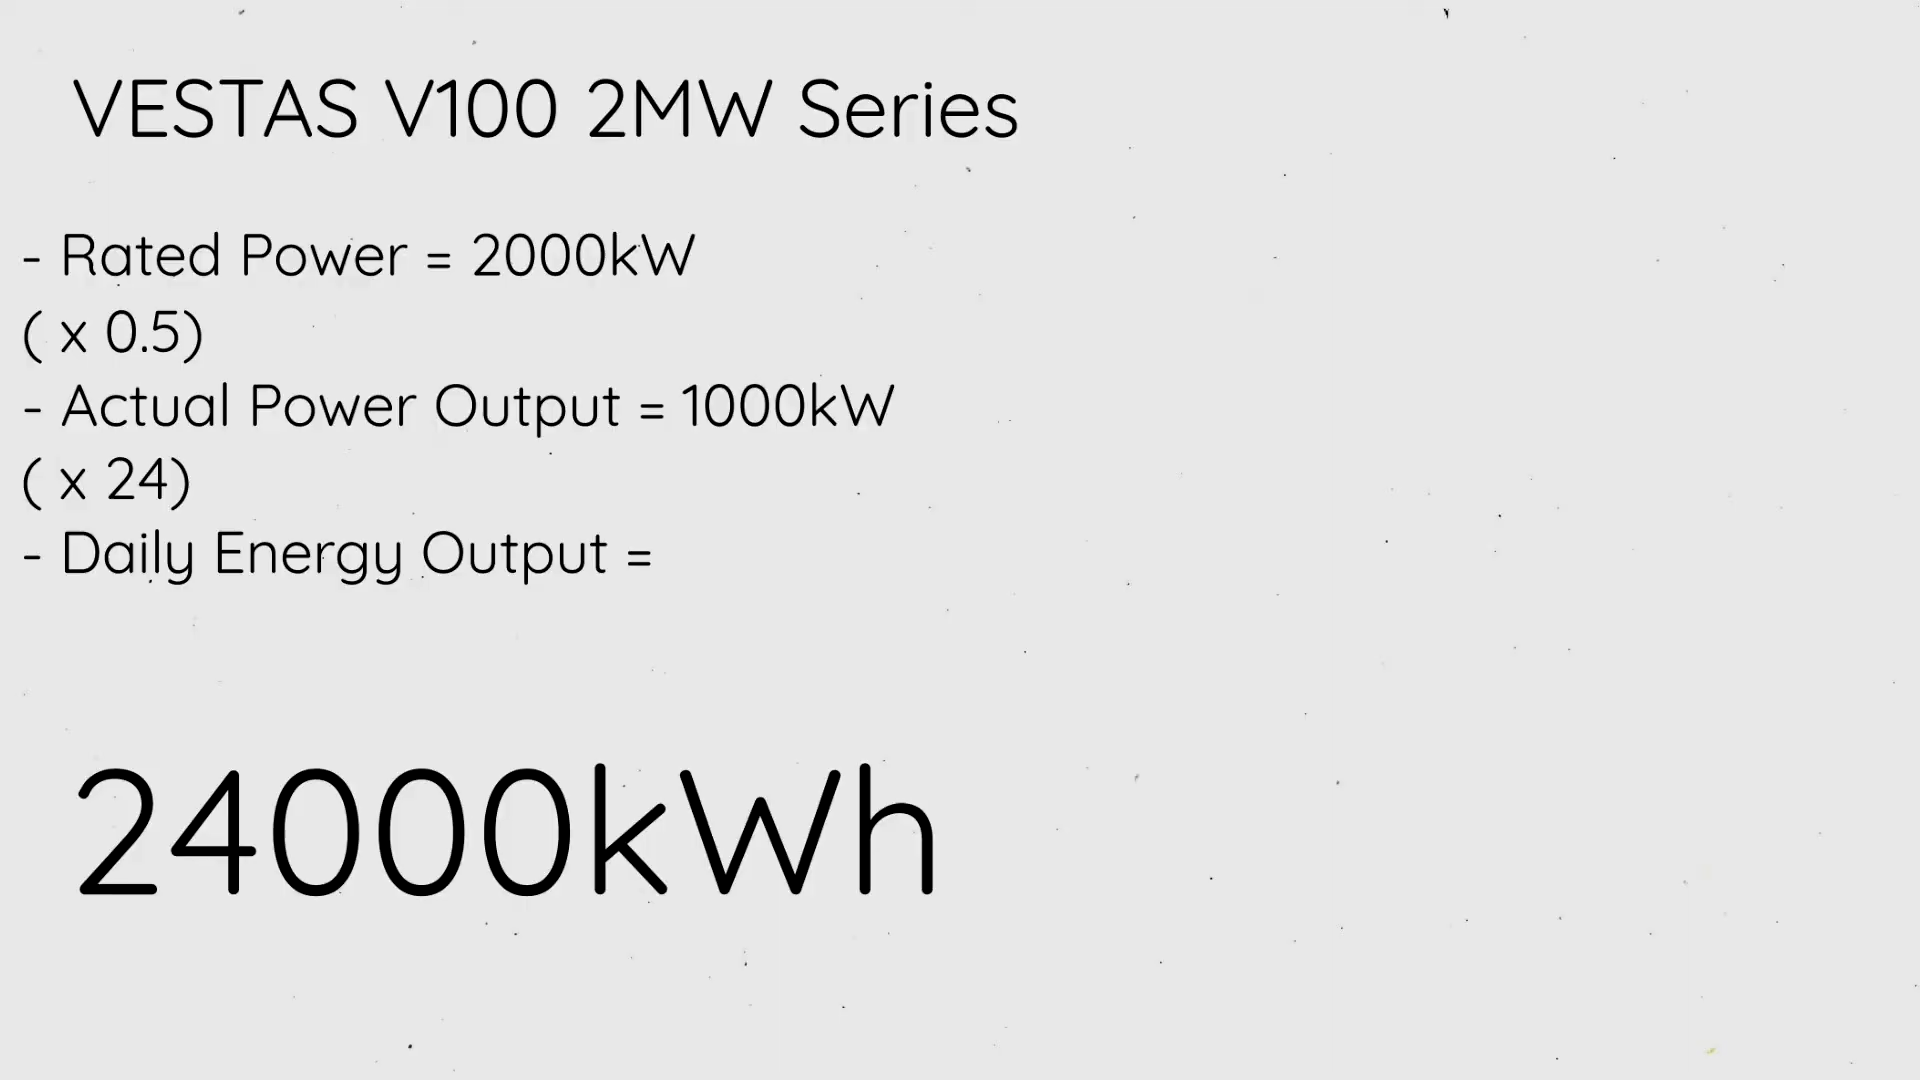 VESTAS V100 2MW Series
- Rated Power = 2000kW
( x 0.5)
- Actual Power Output = 1000kW
( x 24)
- Daily Energy Output =
24000kWh